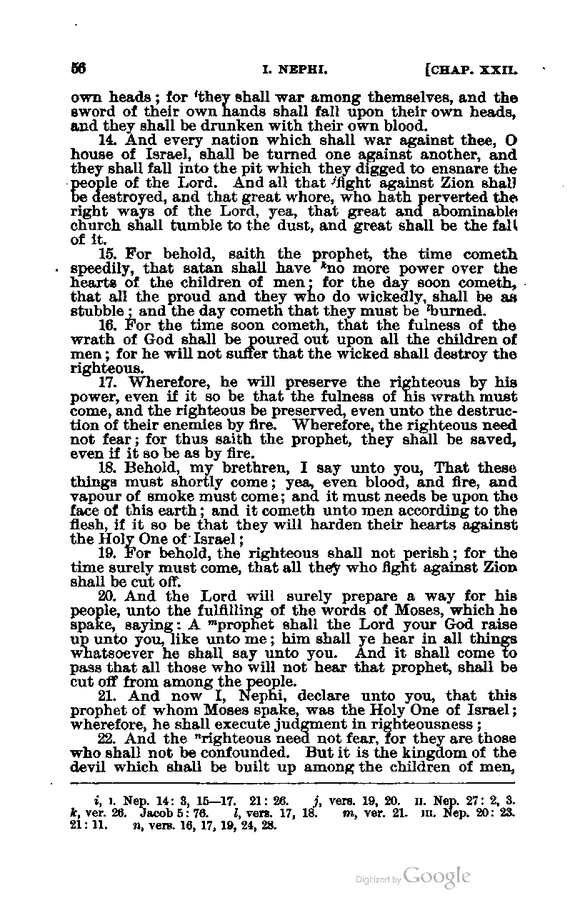 56 I. NEPHI. [CHAP. XXII.
own heads; for ⁱthey shall war among themselves, and the
sword of their own hands shall fall upon their own heads,
and they shall be drunken with their own blood.
14. And every nation which shall war against thee, O
house of Israel, shall be turned one against another, and
they shall fall into the pit which they digged to ensnare the
people of the Lord. And all that ʲfight against Zion shall
be destroyed, and that great whore, who hath perverted the
right ways of the Lord, yea, that great and abominable
church shall tumble to the dust, and great shall be the fall
of it.
15. For behold, saith the prophet, the time cometh
speedily, that satan shall have ᵏno more power over the
hearts of the children of men; for the day soon cometh,
that all the proud and they who do wickedly, shall be as
stubble; and the day cometh that they must be ˡburned.
16. For the time soon cometh, that the fulness of the
wrath of God shall be poured out upon all the children of
men; for he will not suffer that the wicked shall destroy the
righteous.
17. Wherefore, he will preserve the righteous by his
power, even if it so be that the fulness of his wrath must
come, and the righteous be preserved, even unto the destruc-
tion of their enemies by fire. Wherefore, the righteous need
not fear; for thus saith the prophet, they shall be saved,
even if it so be as by fire.
18. Behold, my brethren, I say unto you, That these
things must shortly come; yea, even blood, and fire, and
vapour of smoke must come; and it must needs be upon the
face of this earth; and it cometh unto men according to the
flesh, if it so be that they will harden their hearts against
the Holy One of Israel;
19. For behold, the righteous shall not perish; for the
time surely must come, that all they who fight against Zion
shall be cut off.
20. And the Lord will surely prepare a way for his
people, unto the fulfilling of the words of Moses, which he
spake, saying: A ᵐprophet shall the Lord your God raise
up unto you, like unto me; him shall ye hear in all things
whatsoever he shall say unto you. And it shall come to
pass that all those who will not hear that prophet, shall be
cut off from among the people.
21. And now I, Nephi, declare unto you, that this
prophet of whom Moses spake, was the Holy One of Israel;
wherefore, he shall execute judgment in righteousness;
22. And the ⁿrighteous need not fear, for they are those
who shall not be confounded. But it is the kingdom of the
devil which shall be built up among the children of men,
i, I. Nep. 14: 3, 15—17. 21: 26. j, vers. 19, 20. II. Nep. 27: 2, 3.
k, ver. 26. Jacob 5: 76. l, vers. 17, 18. m, ver. 21. III. Nep. 20: 23.
21: 11. n, vers. 16, 17, 19, 24, 28.
Digitized by Google